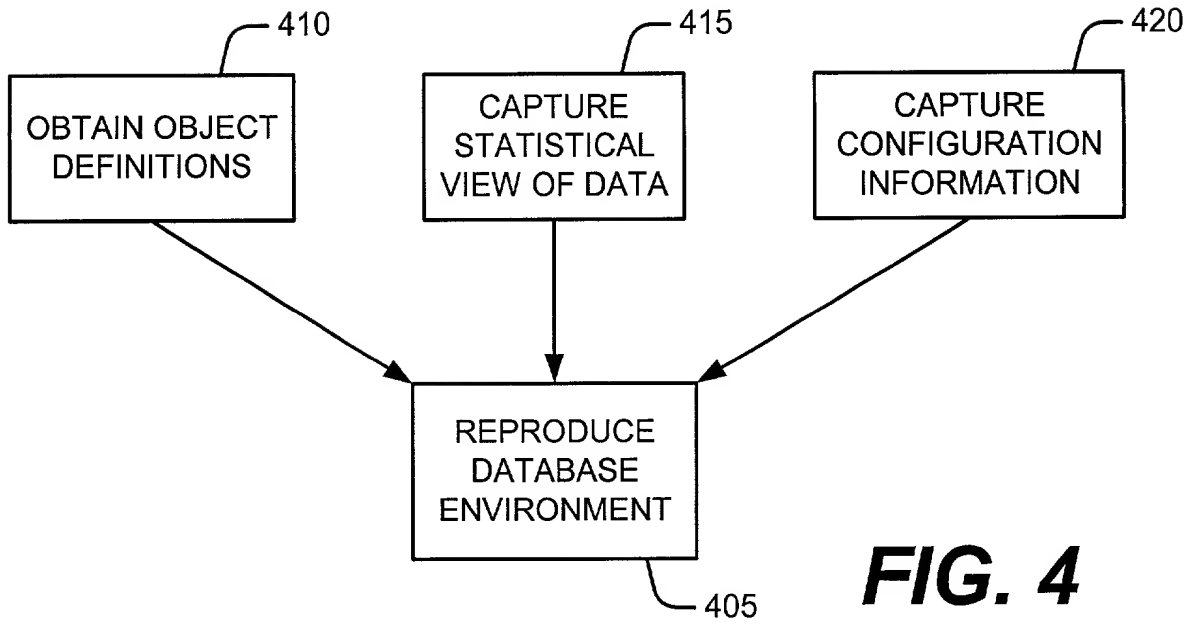 410
415
420
OBTAIN OBJECT
DEFINITIONS
CAPTURE
STATISTICAL
VIEW OF DATA
CAPTURE
CONFIGURATION
INFORMATION
REPRODUCE
DATABASE
ENVIRONMENT
405
FIG. 4